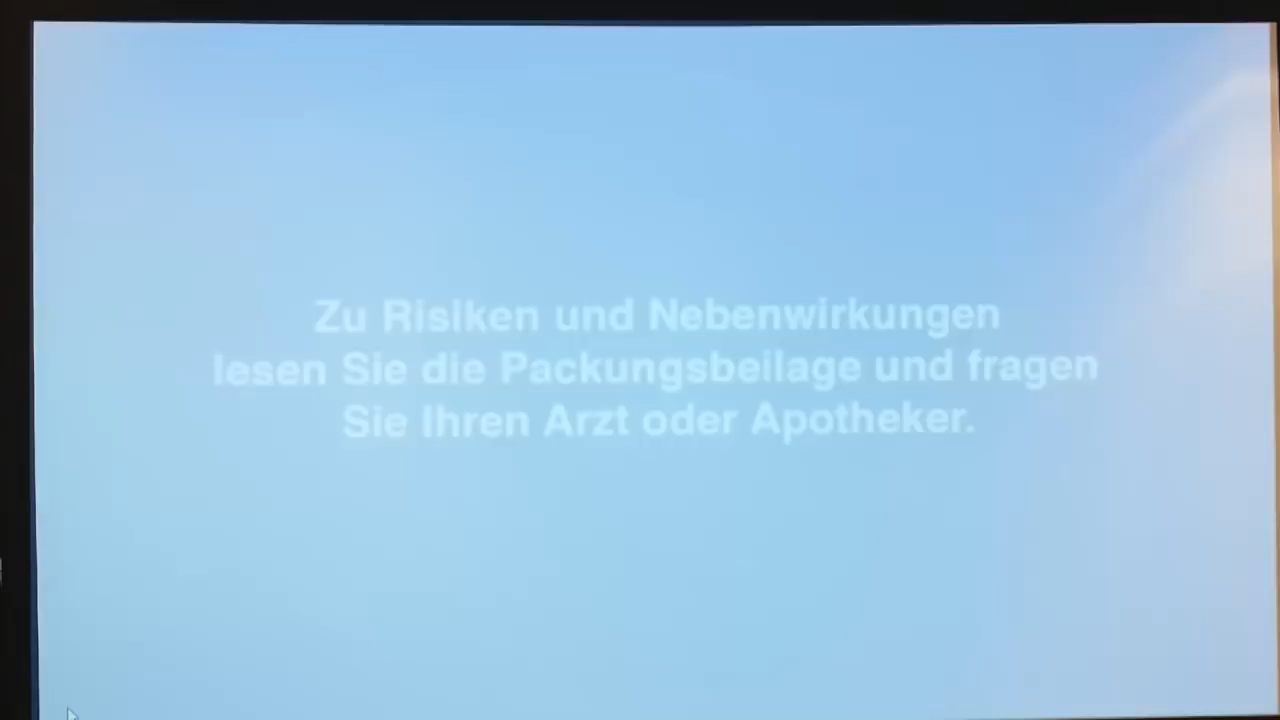 Zu Risiken und Nebenwirkungen
lesen Sie die Packungsbeilage und fragen
Sie Ihren Arzt oder Apotheker.